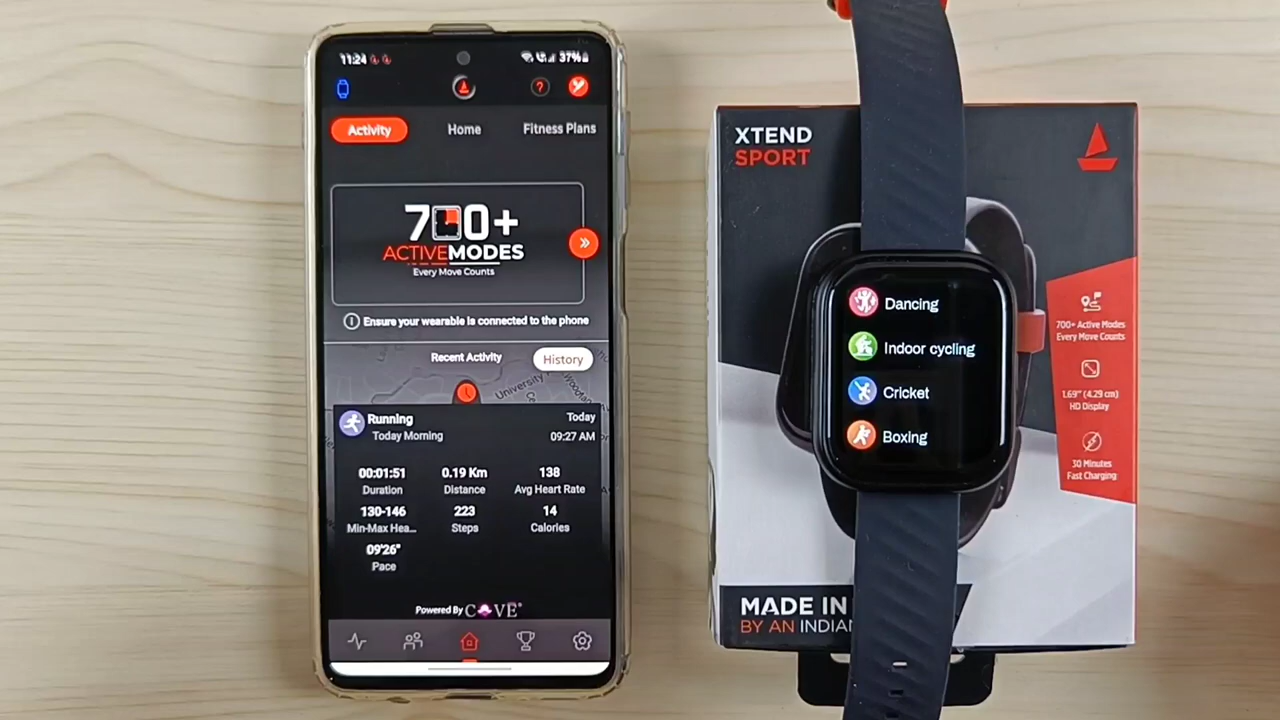 11:24
37%
?
Activity
Home
Fitness Plans
700+
ACTIVE MODES
Every Move Counts
Ensure your wearable is connected to the phone
Recent Activity
History
University
Running
Today
Today Morning
09:27 AM
00:01:51
0.19 Km
138
Duration
Distance
Avg Heart Rate
130-146
223
14
Min-Max Hea...
Steps
Calories
09'26"
Pace
Powered By COVE
XTEND
SPORT
Dancing
Indoor cycling
Cricket
Boxing
700+ Active Modes
Every Move Counts
1.69" (4.29 cm)
HD Display
30 Minutes
Fast Charging
MADE IN
BY AN INDIAN